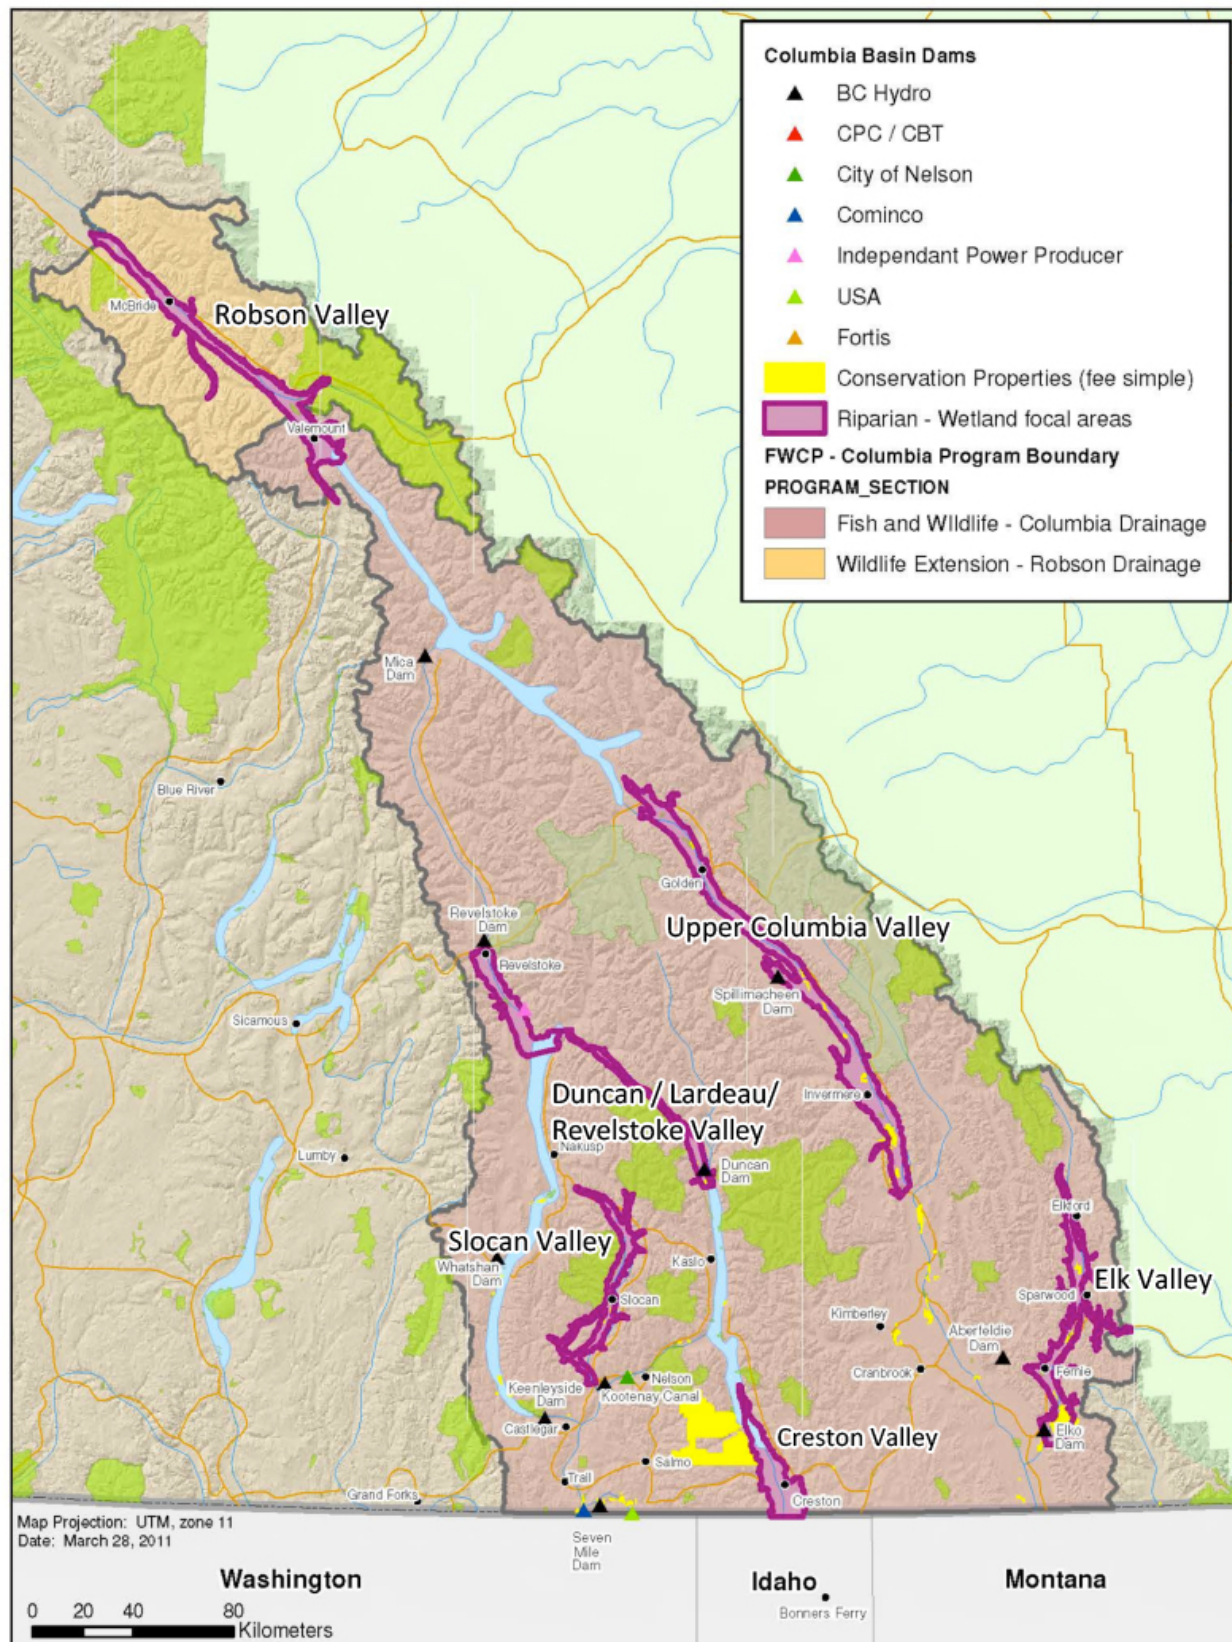 Columbia Basin Dams
BC Hydro
CPC / CBT
City of Nelson
Cominco
Independant Power Producer
USA
Fortis
Conservation Properties (fee simple)
Riparian - Wetland focal areas
FWCP - Columbia Program Boundary
PROGRAM_SECTION
Fish and WIldlife - Columbia Drainage
Wildlife Extension - Robson Drainage
McBride
Robson Valley
Valemount
Mica
Dam
Blue River
Golden
Revelstoke
Dam
Upper Columbia Valley
Revelstoke
Spillimacheen
Dam
Sicamous
Duncan / Lardeau/
Revelstoke Valley
Invermere
Lumby
Nakusp
Duncan
Dam
Elkford
Slocan Valley
Whatshan
Dam
Kaslo
Elk Valley
Slocan
Sparwood
Kimberley
Aberfeldie
Dam
Cranbrook
Fernie
Nelson
Keenleyside
Dam
Kootenay Canal
Castlegar
Creston Valley
Elko
Dam
Salmo
Trail
Creston
Grand Forks
Map Projection: UTM, zone 11
Date: March 28, 2011
Seven
Mile
Dam
Washington
Idaho
Montana
Bonners Ferry
0 20 40 80
Kilometers